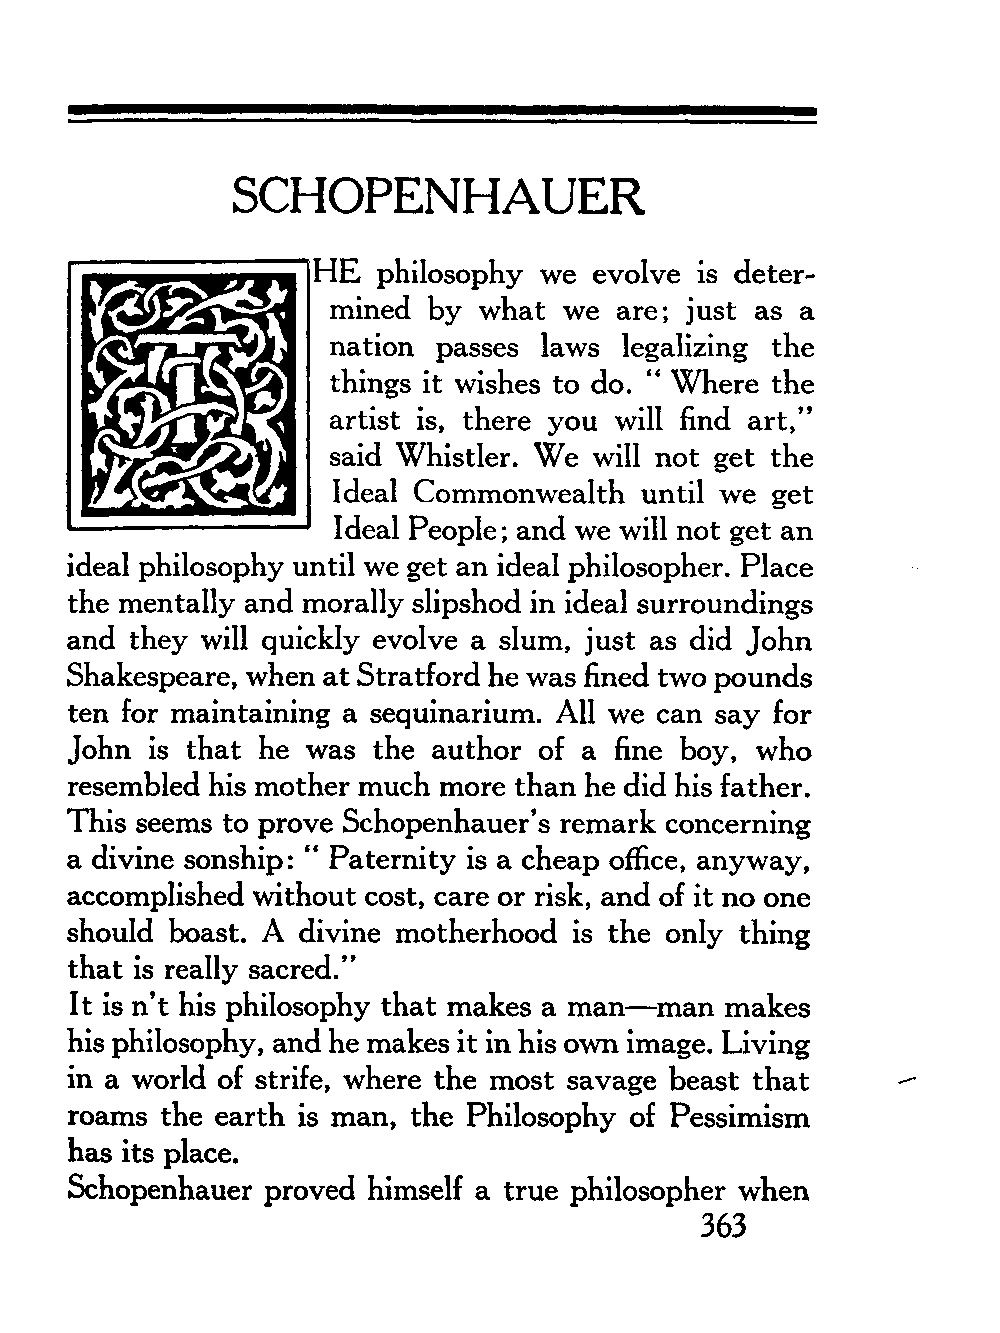 SCHOPENHAUER
THE philosophy we evolve is deter-
mined by what we are; just as a
nation passes laws legalizing the
things it wishes to do. “ Where the
artist is, there you will find art,”
said Whistler. We will not get the
Ideal Commonwealth until we get
Ideal People; and we will not get an
ideal philosophy until we get an ideal philosopher. Place
the mentally and morally slipshod in ideal surroundings
and they will quickly evolve a slum, just as did John
Shakespeare, when at Stratford he was fined two pounds
ten for maintaining a sequinarium. All we can say for
John is that he was the author of a fine boy, who
resembled his mother much more than he did his father.
This seems to prove Schopenhauer’s remark concerning
a divine sonship: “ Paternity is a cheap office, anyway,
accomplished without cost, care or risk, and of it no one
should boast. A divine motherhood is the only thing
that is really sacred.”
It is n’t his philosophy that makes a man—man makes
his philosophy, and he makes it in his own image. Living
in a world of strife, where the most savage beast that
roams the earth is man, the Philosophy of Pessimism
has its place.
Schopenhauer proved himself a true philosopher when
363